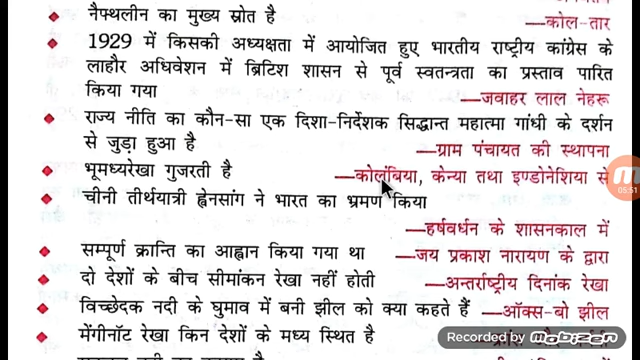 नैफ्थलीन का मुख्य स्रोत है —कोल-तार
1929 में किसकी अध्यक्षता में आयोजित हुए भारतीय राष्ट्रीय कांग्रेस के
लाहौर अधिवेशन में ब्रिटिश शासन से पूर्व स्वतन्त्रता का प्रस्ताव पारित
किया गया —जवाहर लाल नेहरू
राज्य नीति का कौन-सा एक दिशा-निर्देशक सिद्धान्त महात्मा गांधी के दर्शन
से जुड़ा हुआ है —ग्राम पंचायत की स्थापना
भूमध्यरेखा गुजरती है —कोलंबिया, केन्या तथा इण्डोनेशिया से
05:51
चीनी तीर्थयात्री ह्वेनसांग ने भारत का भ्रमण किया
—हर्षवर्धन के शासनकाल में
सम्पूर्ण क्रान्ति का आह्वान किया गया था —जय प्रकाश नारायण के द्वारा
दो देशों के बीच सीमांकन रेखा नहीं होती —अन्तर्राष्ट्रीय दिनांक रेखा
विच्छेदक नदी के घुमाव में बनी झील को क्या कहते हैं —ऑक्स-बो झील
मेंगीनॉट रेखा किन देशों के मध्य स्थित है
Recorded by Mobizen